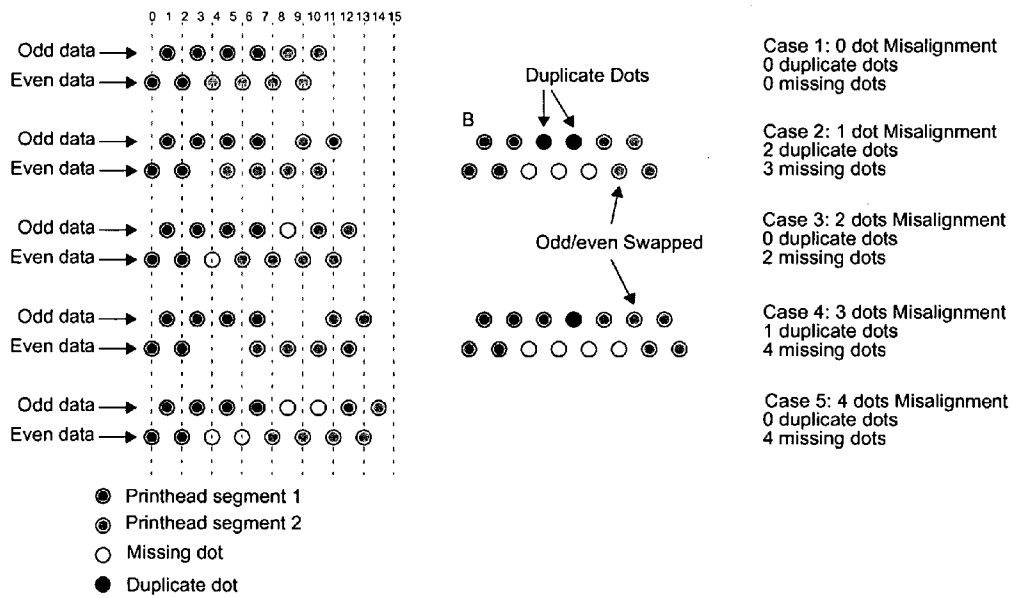 0 1 2 3 4 5 6 7 8 9 10 11 12 13 14 15
Odd data
Even data
Case 1: 0 dot Misalignment
0 duplicate dots
0 missing dots
Duplicate Dots
B
Odd data
Even data
Case 2: 1 dot Misalignment
2 duplicate dots
3 missing dots
Odd data
Even data
Odd/even Swapped
Case 3: 2 dots Misalignment
0 duplicate dots
2 missing dots
Odd data
Even data
Case 4: 3 dots Misalignment
1 duplicate dots
4 missing dots
Odd data
Even data
Case 5: 4 dots Misalignment
0 duplicate dots
4 missing dots
Printhead segment 1
Printhead segment 2
Missing dot
Duplicate dot